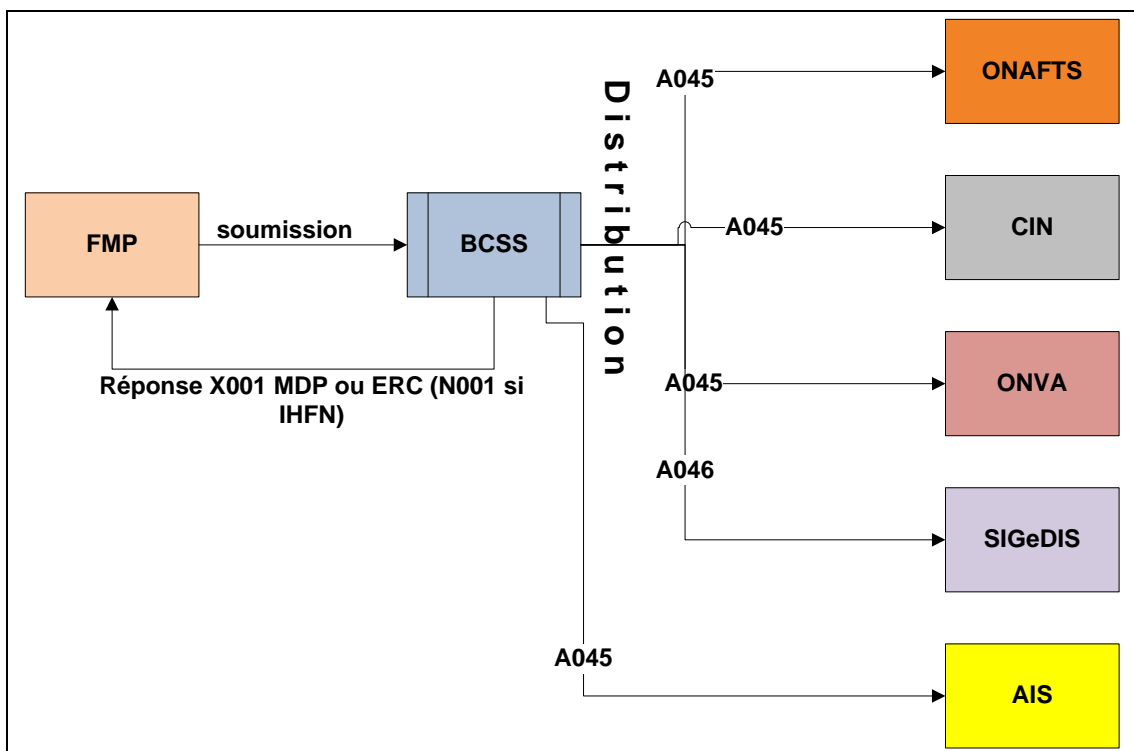 ONAFTS
A045
Distribution
CIN
A045
FMP
soumission
BCSS
ONVA
A045
Réponse X001 MDP ou ERC (N001 si
IHFN)
A046
SIGeDIS
A045
AIS